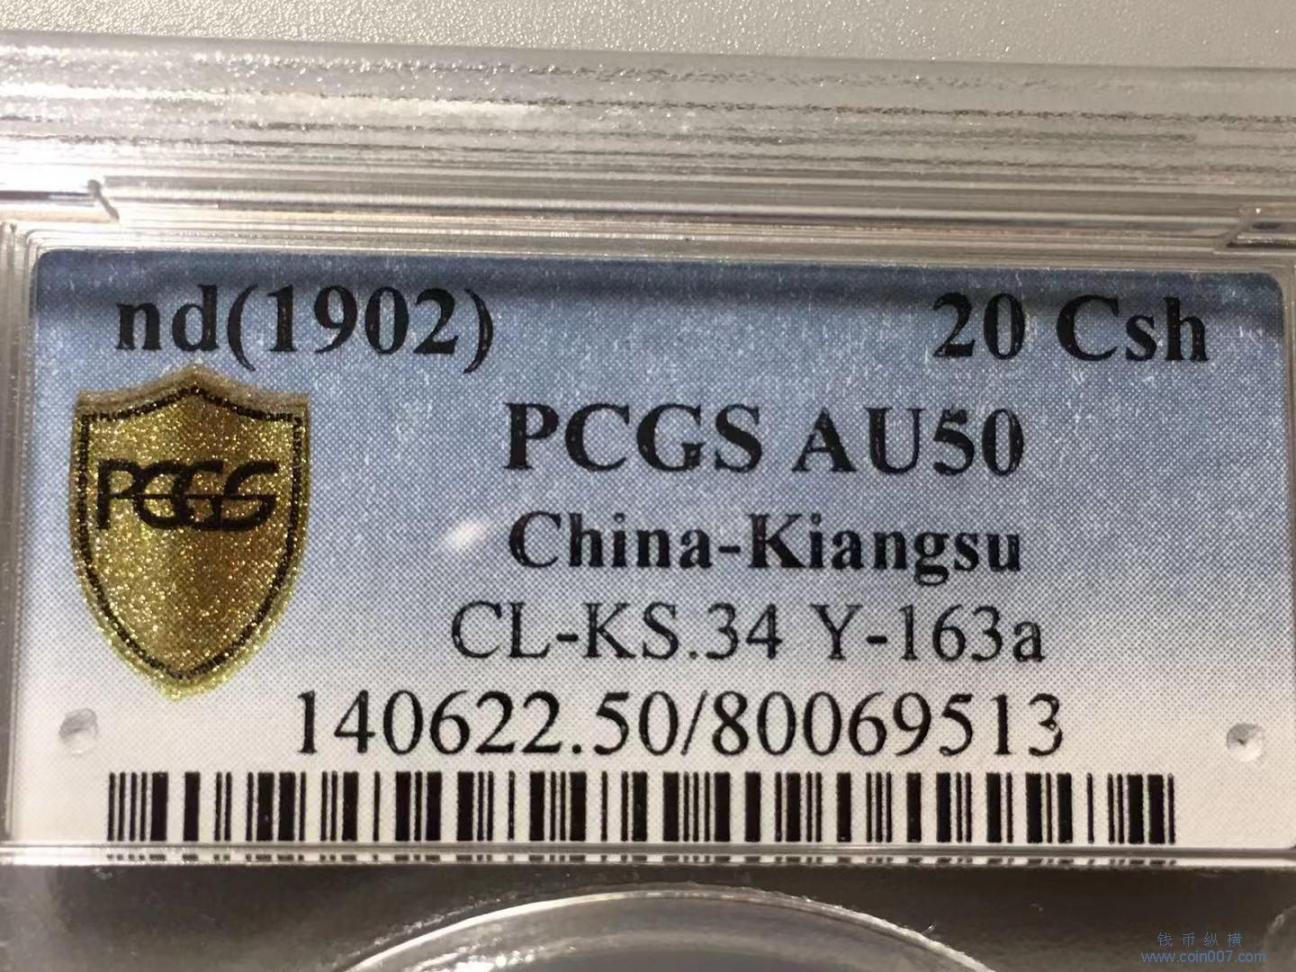 nd(1902) 20 Csh
PCGS AU50
PCGS
China-Kiangsu
CL-KS.34 Y-163a
140622.50/80069513
钱币纵横
www.coin007.com